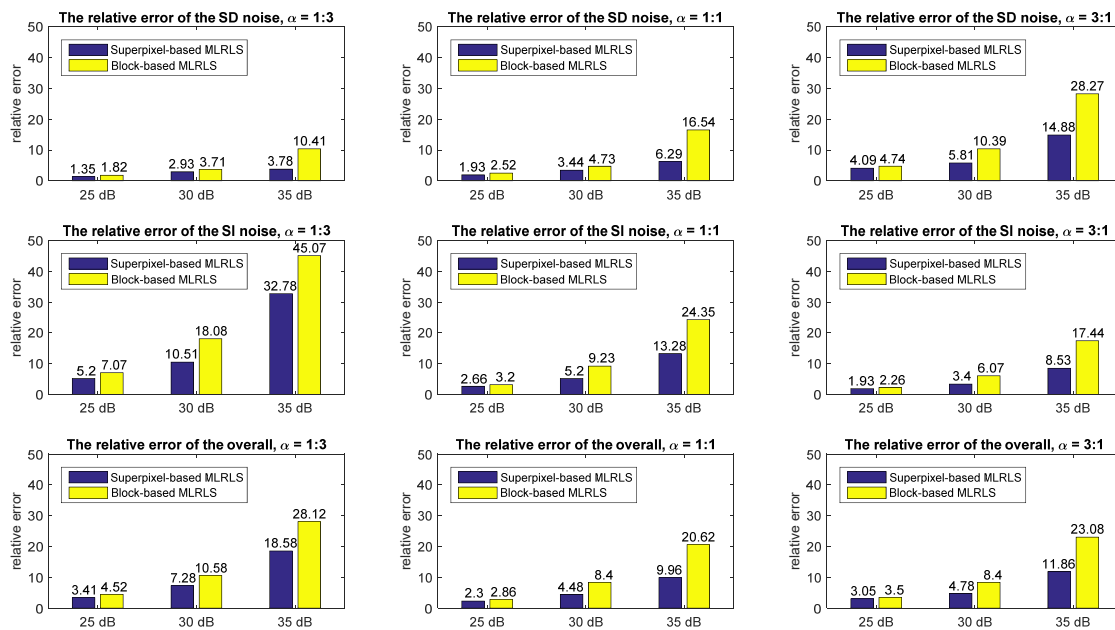 The relative error of the SD noise, α = 1:3
50
40
30
20
10
0
relative error
Superpixel-based MLRLS
Block-based MLRLS
1.35
1.82
2.93
3.71
3.78
10.41
25 dB
30 dB
35 dB
The relative error of the SD noise, α = 1:1
50
40
30
20
10
0
relative error
Superpixel-based MLRLS
Block-based MLRLS
1.93
2.52
3.44
4.73
6.29
16.54
25 dB
30 dB
35 dB
The relative error of the SD noise, α = 3:1
50
40
30
20
10
0
relative error
Superpixel-based MLRLS
Block-based MLRLS
4.09
4.74
5.81
10.39
14.88
28.27
25 dB
30 dB
35 dB
The relative error of the SI noise, α = 1:3
50
40
30
20
10
0
relative error
Superpixel-based MLRLS
Block-based MLRLS
5.2
7.07
10.51
18.08
32.78
45.07
25 dB
30 dB
35 dB
The relative error of the SI noise, α = 1:1
50
40
30
20
10
0
relative error
Superpixel-based MLRLS
Block-based MLRLS
2.66
3.2
5.2
9.23
13.28
24.35
25 dB
30 dB
35 dB
The relative error of the SI noise, α = 3:1
50
40
30
20
10
0
relative error
Superpixel-based MLRLS
Block-based MLRLS
1.93
2.26
3.4
6.07
8.53
17.44
25 dB
30 dB
35 dB
The relative error of the overall, α = 1:3
50
40
30
20
10
0
relative error
Superpixel-based MLRLS
Block-based MLRLS
3.41
4.52
7.28
10.58
18.58
28.12
25 dB
30 dB
35 dB
The relative error of the overall, α = 1:1
50
40
30
20
10
0
relative error
Superpixel-based MLRLS
Block-based MLRLS
2.3
2.86
4.48
8.4
9.96
20.62
25 dB
30 dB
35 dB
The relative error of the overall, α = 3:1
50
40
30
20
10
0
relative error
Superpixel-based MLRLS
Block-based MLRLS
3.05
3.5
4.78
8.4
11.86
23.08
25 dB
30 dB
35 dB